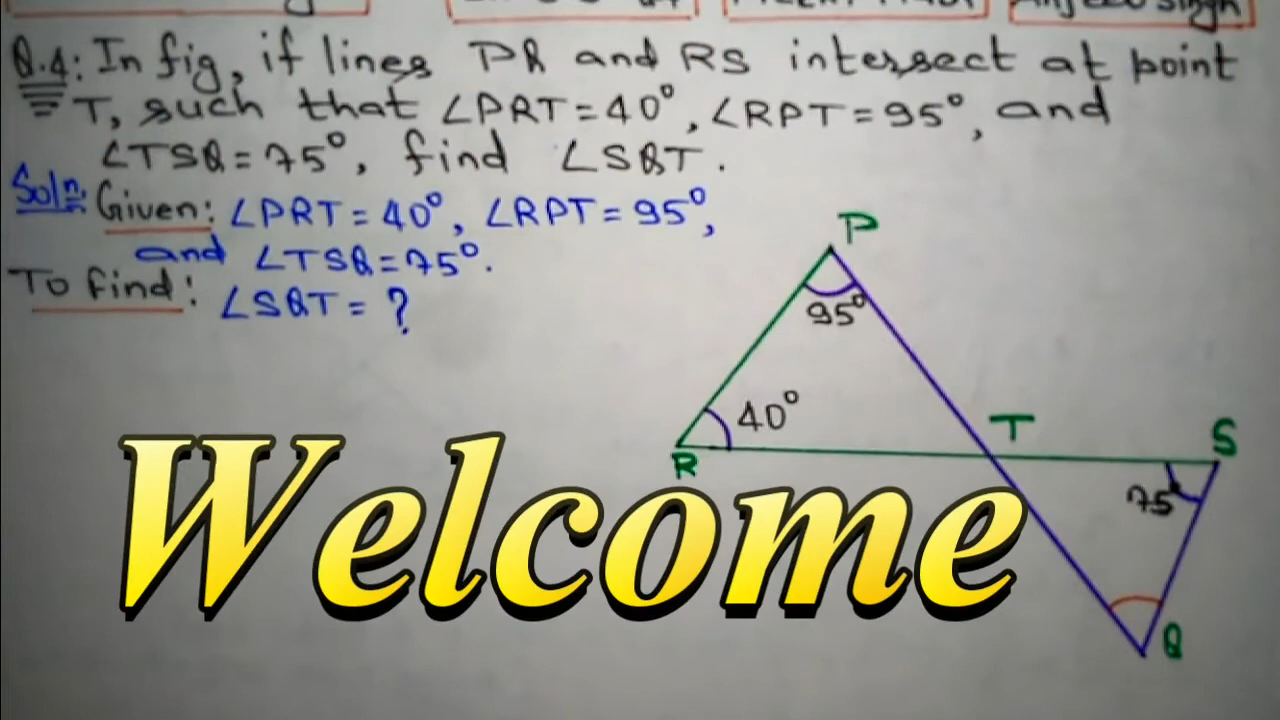 Q.4: In fig, if lines PQ and RS intersect at point
T, such that ∠PRT = 40°, ∠RPT = 95°, and
∠TSQ = 75°, find ∠SQT.
Soln: Given: ∠PRT = 40°, ∠RPT = 95°,
and ∠TSQ = 75°.
To find: ∠SQT = ?
P
95°
40°
T
S
R
75°
Welcome
Q